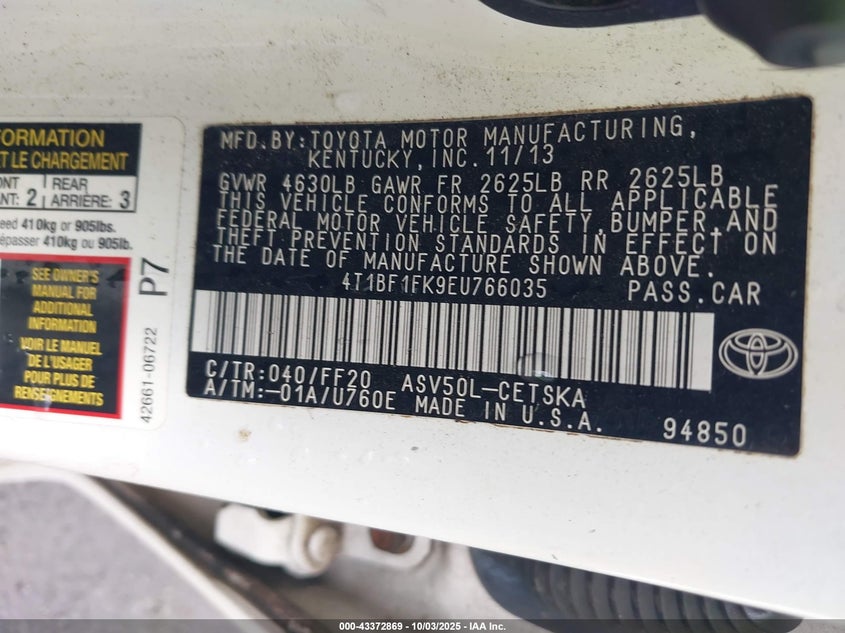 FORMATION
T LE CHARGEMENT
NT REAR
ANT: 2 ARRIÈRE: 3
eed 410kg or 905lbs.
épasser 410kg ou 905lb.
SEE OWNER'S
MANUAL FOR
ADDITIONAL
INFORMATION
VOIR LE MANUEL
DE L'USAGER
POUR PLUS DE
RENSEIGNEMENTS
P7
42661-06722
MFD.BY:TOYOTA MOTOR MANUFACTURING,
KENTUCKY,INC.11/13
GVWR 4630LB GAWR FR 2625LB RR 2625LB
THIS VEHICLE CONFORMS TO ALL APPLICABLE
FEDERAL MOTOR VEHICLE SAFETY,BUMPER,AND
THEFT PREVENTION STANDARDS IN EFFECT ON
THE DATE OF MANUFACTURE SHOWN ABOVE.
4T1BF1FK9EU766035 PASS.CAR
C/TR:040/FF20 ASV50L-CETSKA
A/TM:-01A/U760E MADE IN U.S.A.
94850
000-43372869 | 10/03/2025 | IAA Inc.